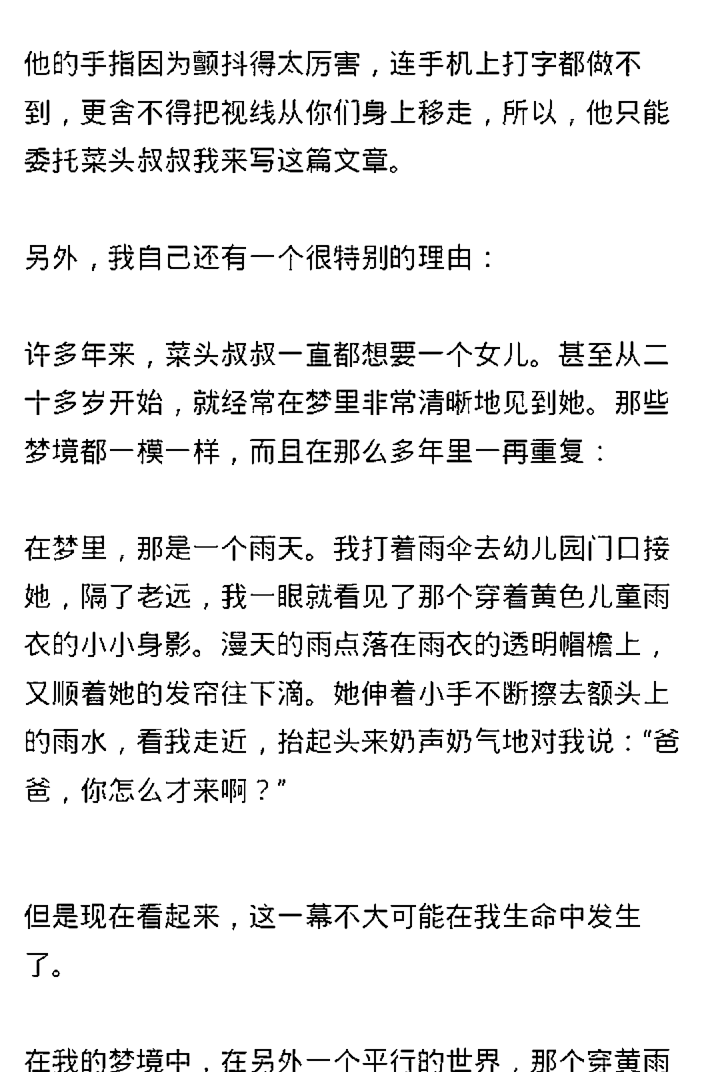 他的手指因为颤抖得太厉害，连手机上打字都做不
到，更舍不得把视线从你们身上移走，所以，他只能
委托菜头叔叔我来写这篇文章。
另外，我自己还有一个很特别的理由：
许多年来，菜头叔叔一直都想要一个女儿。甚至从二
十多岁开始，就经常在梦里非常清晰地见到她。那些
梦境都一模一样，而且在那么多年里一再重复：
在梦里，那是一个雨天。我打着雨伞去幼儿园门口接
她，隔了老远，我一眼就看见了那个穿着黄色儿童雨
衣的小小身影。漫天的雨点落在雨衣的透明帽檐上，
又顺着她的发帘往下滴。她伸着小手不断擦去额头上
的雨水，看我走近，抬起头来奶声奶气地对我说：“爸
爸，你怎么才来啊？”
但是现在看起来，这一幕不大可能在我生命中发生
了。
在我的梦境中，在另外一个平行的世界，那个穿黄雨